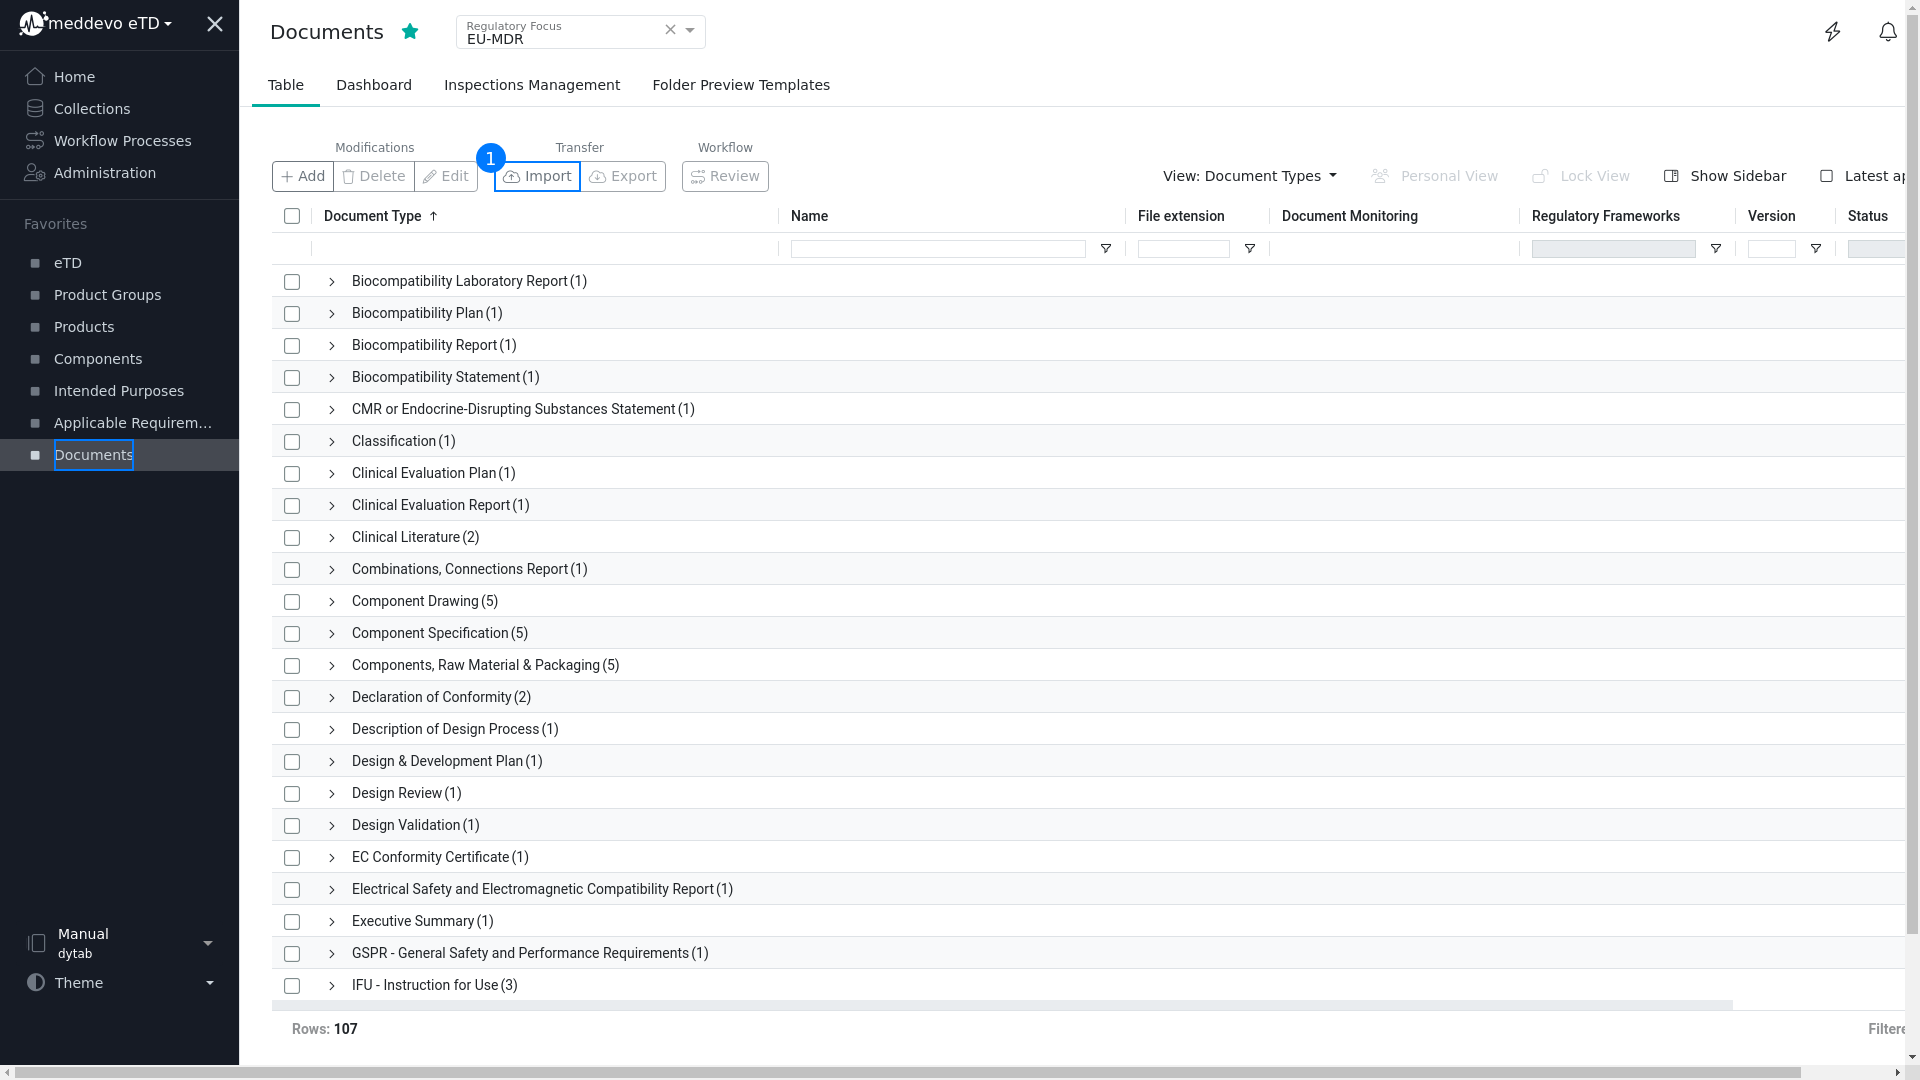 meddevo eTD
Home
Collections
Workflow Processes
Administration
Favorites
eTD
Product Groups
Products
Components
Intended Purposes
Applicable Requirem...
Documents
Manual
dytab
Theme
Documents
Regulatory Focus
EU-MDR
Table Dashboard Inspections Management Folder Preview Templates
Modifications Transfer Workflow
1
Add Delete Edit Import Export Review View: Document Types Personal View Lock View Show Sidebar Latest ap
Document Type Name File extension Document Monitoring Regulatory Frameworks Version Status
Biocompatibility Laboratory Report (1)
Biocompatibility Plan (1)
Biocompatibility Report (1)
Biocompatibility Statement (1)
CMR or Endocrine-Disrupting Substances Statement (1)
Classification (1)
Clinical Evaluation Plan (1)
Clinical Evaluation Report (1)
Clinical Literature (2)
Combinations, Connections Report (1)
Component Drawing (5)
Component Specification (5)
Components, Raw Material & Packaging (5)
Declaration of Conformity (2)
Description of Design Process (1)
Design & Development Plan (1)
Design Review (1)
Design Validation (1)
EC Conformity Certificate (1)
Electrical Safety and Electromagnetic Compatibility Report (1)
Executive Summary (1)
GSPR - General Safety and Performance Requirements (1)
IFU - Instruction for Use (3)
Rows: 107 Filtere